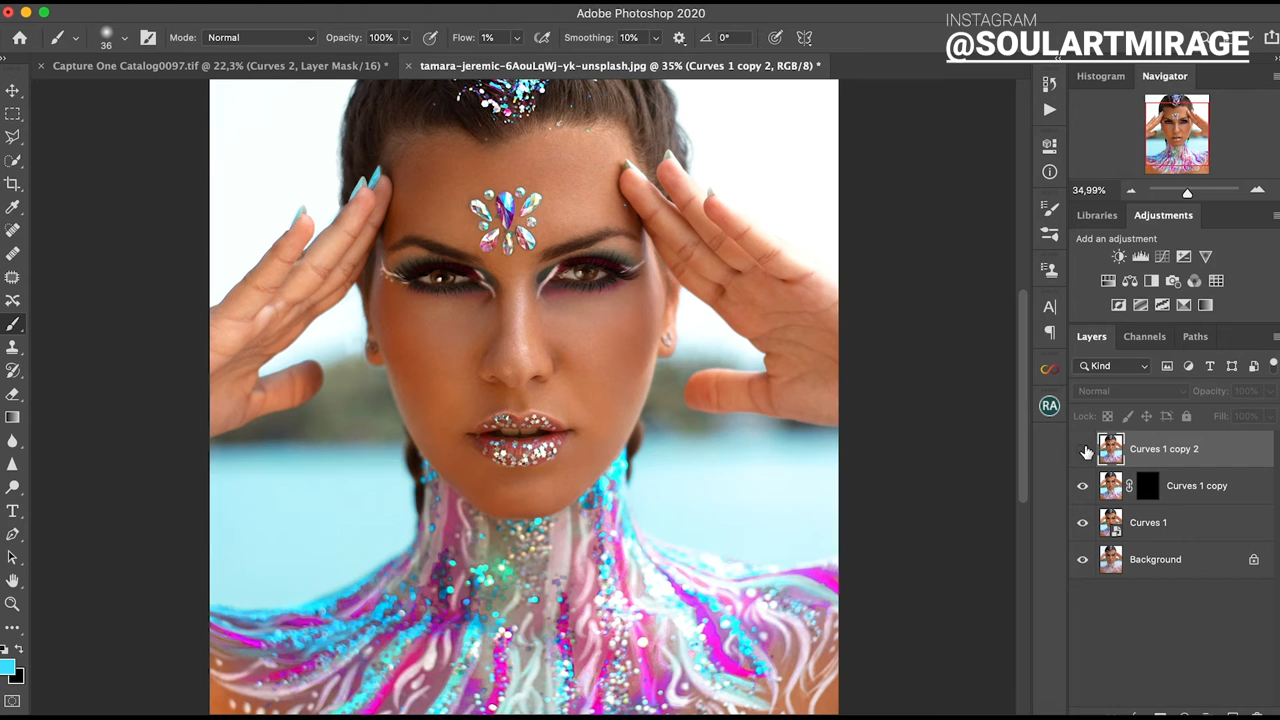 Adobe Photoshop 2020
INSTAGRAM
@SOULARTMIRAGE
36
Mode: Normal
Opacity: 100%
Flow: 1%
Smoothing: 10%
0°
Capture One Catalog0097.tif @ 22,3% (Curves 2, Layer Mask/16) *
tamara-jeremic-6AouLqWj-yk-unsplash.jpg @ 35% (Curves 1 copy 2, RGB/8) *
Histogram
Navigator
34,99%
Libraries
Adjustments
Add an adjustment
Layers
Channels
Paths
Kind
Normal
Opacity: 100%
Lock:
Fill: 100%
Curves 1 copy 2
Curves 1 copy
Curves 1
Background
RA